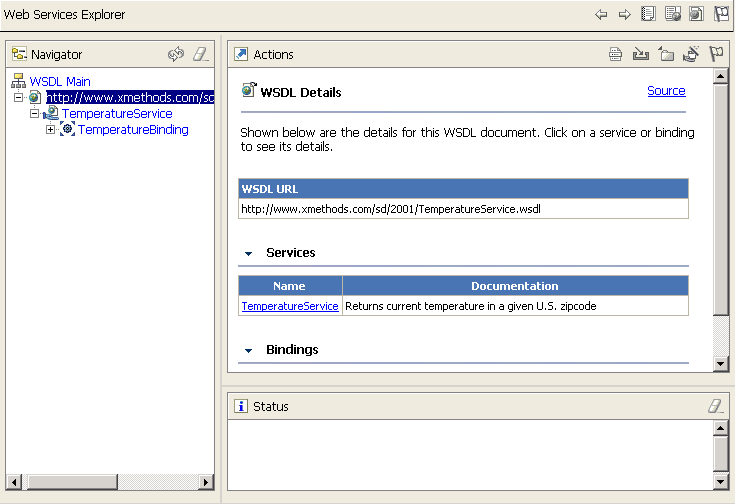 Web Services Explorer
Navigator
WSDL Main
http://www.xmethods.com/sd
TemperatureService
TemperatureBinding
Actions
WSDL Details
Source
Shown below are the details for this WSDL document. Click on a service or binding
to see its details.
WSDL URL
http://www.xmethods.com/sd/2001/TemperatureService.wsdl
Services
Name Documentation
TemperatureService Returns current temperature in a given U.S. zipcode
Bindings
Status